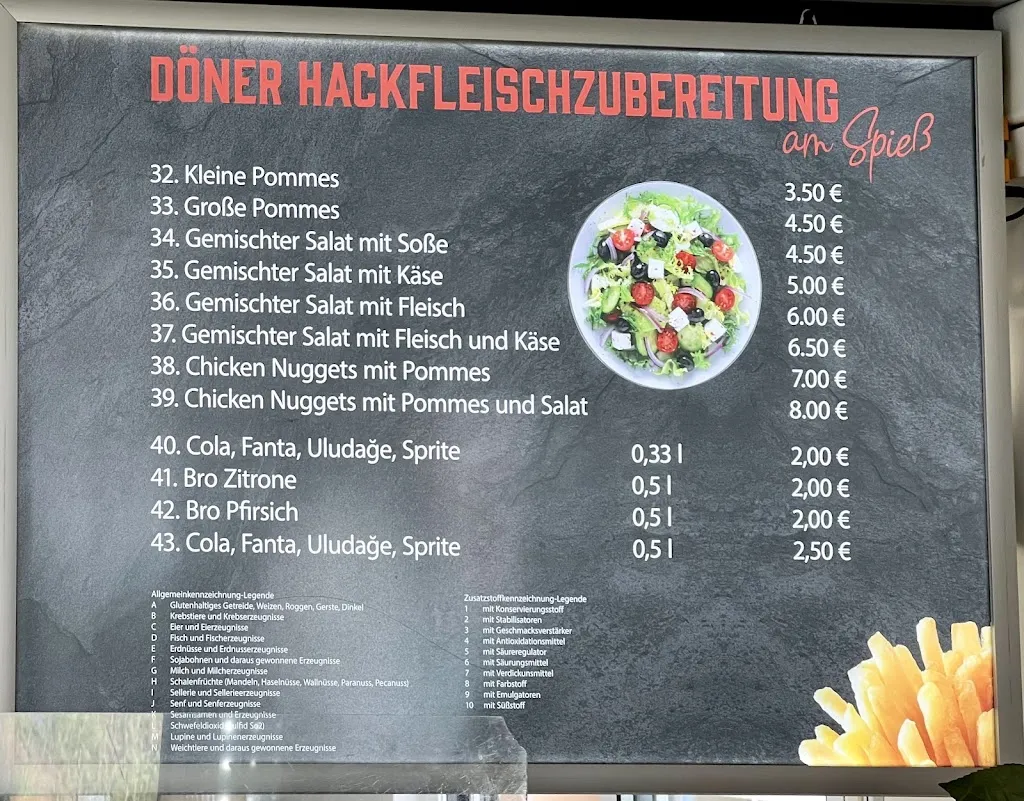 DÖNER HACKFLEISCHZUBEREITUNG
am Spieß
32. Kleine Pommes 3.50 €
33. Große Pommes 4.50 €
34. Gemischter Salat mit Soße 4.50 €
35. Gemischter Salat mit Käse 5.00 €
36. Gemischter Salat mit Fleisch 6.00 €
37. Gemischter Salat mit Fleisch und Käse 6.50 €
38. Chicken Nuggets mit Pommes 7.00 €
39. Chicken Nuggets mit Pommes und Salat 8.00 €
40. Cola, Fanta, Uludağe, Sprite 0,33 l 2,00 €
41. Bro Zitrone 0,5 l 2,00 €
42. Bro Pfirsich 0,5 l 2,00 €
43. Cola, Fanta, Uludağe, Sprite 0,5 l 2,50 €
Allgemeinkennzeichnung-Legende
A Glutenhaltiges Getreide, Weizen, Roggen, Gerste, Dinkel
B Krebstiere und Krebserzeugnisse
C Eier und Eierzeugnisse
D Fisch und Fischerzeugnisse
E Erdnüsse und Erdnusserzeugnisse
F Sojabohnen und daraus gewonnene Erzeugnisse
G Milch und Milcherzeugnisse
H Schalenfrüchte (Mandeln, Haselnüsse, Wallnüsse, Paranuss, Pecanuss)
I Sellerie und Sellerieerzeugnisse
J Senf und Senferzeugnisse
K Sesamsamen und Erzeugnisse
Schwefeldioxid
M Lupine und Lupinenerzeugnisse
N Weichtiere und daraus gewonnene Erzeugnisse
Zusatzstoffkennzeichnung-Legende
1 mit Konservierungsstoff
2 mit Stabilisatoren
3 mit Geschmacksverstärker
4 mit Antioxidationsmittel
5 mit Säureregulator
6 mit Säurungsmittel
7 mit Verdickunsmittel
8 mit Farbstoff
9 mit Emulgatoren
10 mit Süßstoff